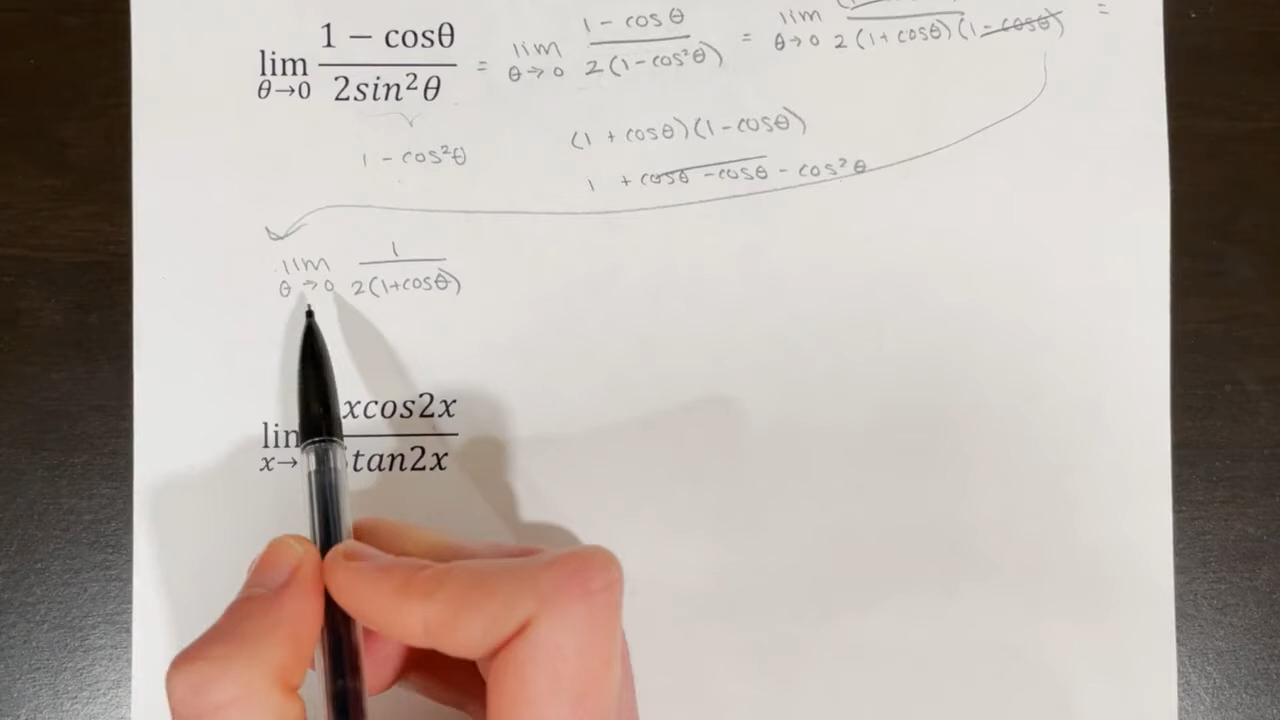 lim θ→0 1 − cosθ / 2sin²θ = lim θ→0 1 - cosθ / 2(1-cos²θ) = lim θ→0 / 2(1+cosθ)(1-cosθ) =
1 - cos²θ
(1 + cosθ)(1-cosθ)
1 + cosθ -cosθ - cos²θ
lim θ→0 1 / 2(1+cosθ)
xcos2x / tan2x
x→